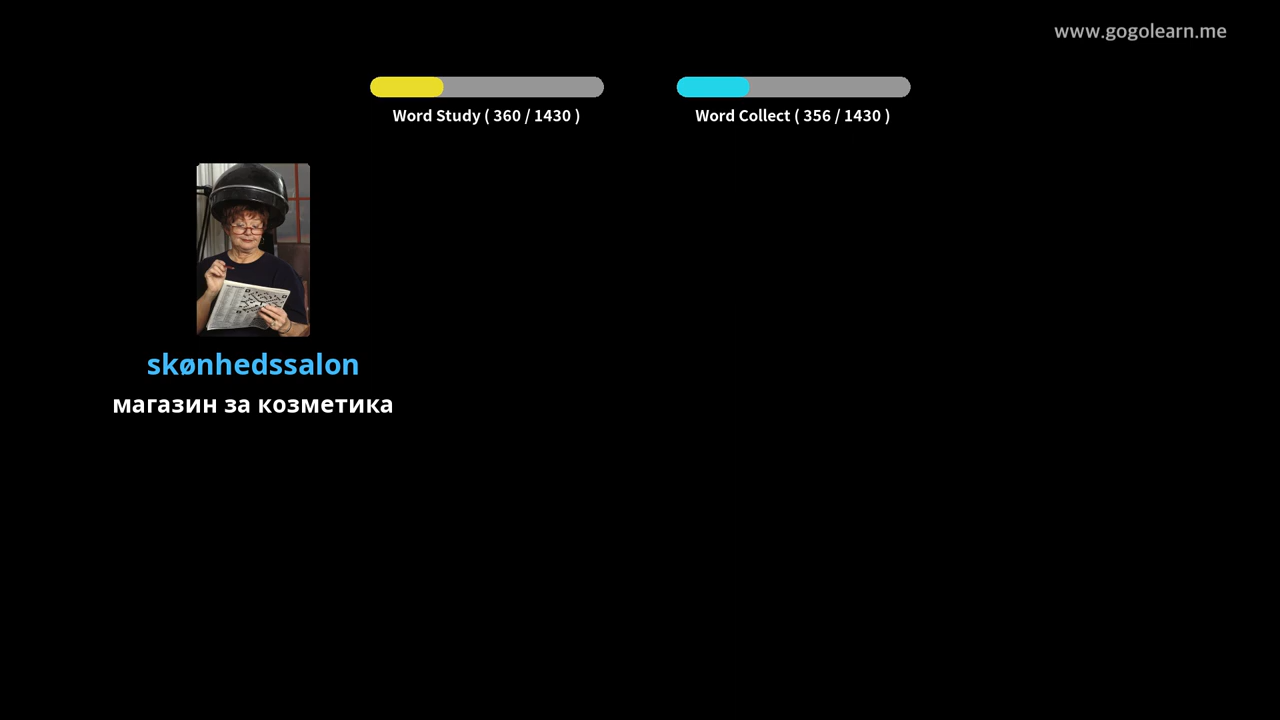 www.gogolearn.me
Word Study ( 360 / 1430 )
Word Collect ( 356 / 1430 )
skønhedssalon
магазин за козметика